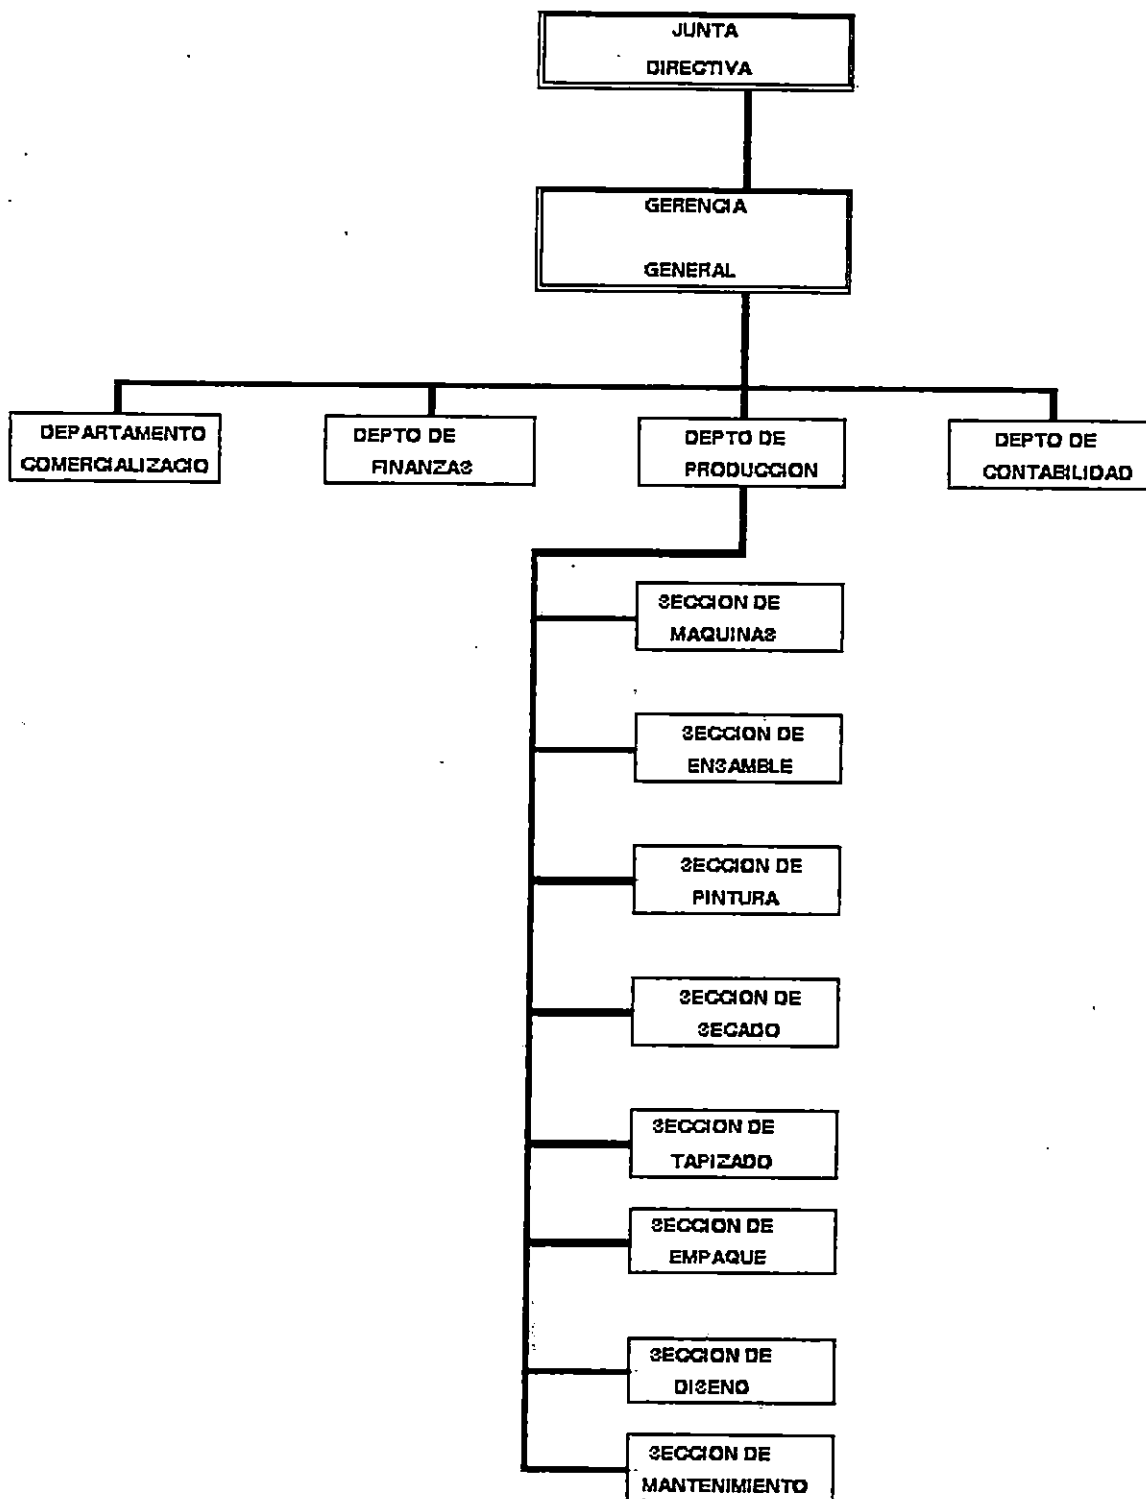 JUNTA
DIRECTIVA
GERENCIA
GENERAL
DEPARTAMENTO
COMERCIALIZACIO
DEPTO DE
FINANZAS
DEPTO DE
PRODUCCION
DEPTO DE
CONTABILIDAD
SECCION DE
MAQUINAS
SECCION DE
ENSAMBLE
SECCION DE
PINTURA
SECCION DE
SECADO
SECCION DE
TAPIZADO
SECCION DE
EMPAQUE
SECCION DE
DISENO
SECCION DE
MANTENIMIENTO